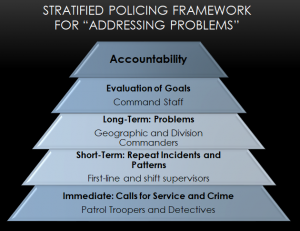 STRATIFIED POLICING FRAMEWORK
FOR “ADDRESSING PROBLEMS”
Accountability
Evaluation of Goals
Command Staff
Long-Term: Problems
Geographic and Division
Commanders
Short-Term: Repeat Incidents and
Patterns
First-line and shift supervisors
Immediate: Calls for Service and Crime
Patrol Troopers and Detectives